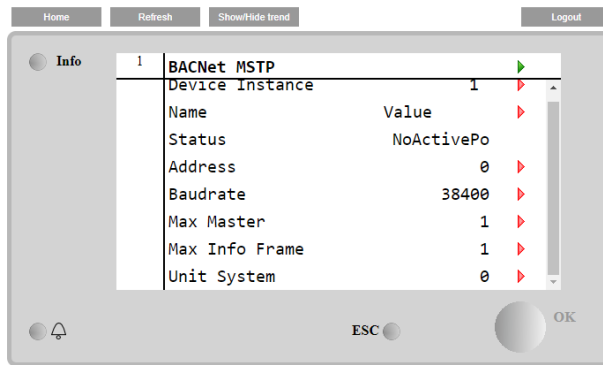 Home Refresh Show/Hide trend Logout
Info 1 BACNet MSTP
Device Instance 1
Name Value
Status NoActivePo
Address 0
Baudrate 38400
Max Master 1
Max Info Frame 1
Unit System 0
ESC OK